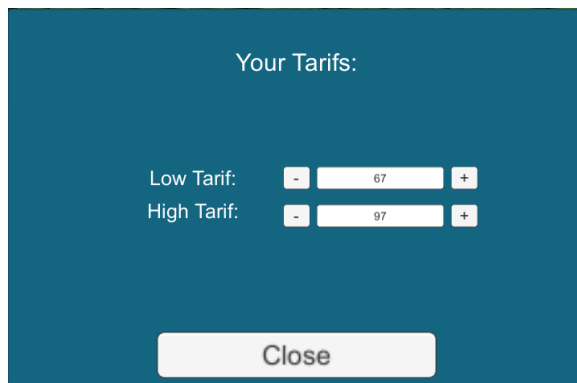 Your Tarifs:
Low Tarif: - 67 +
High Tarif: - 97 +
Close